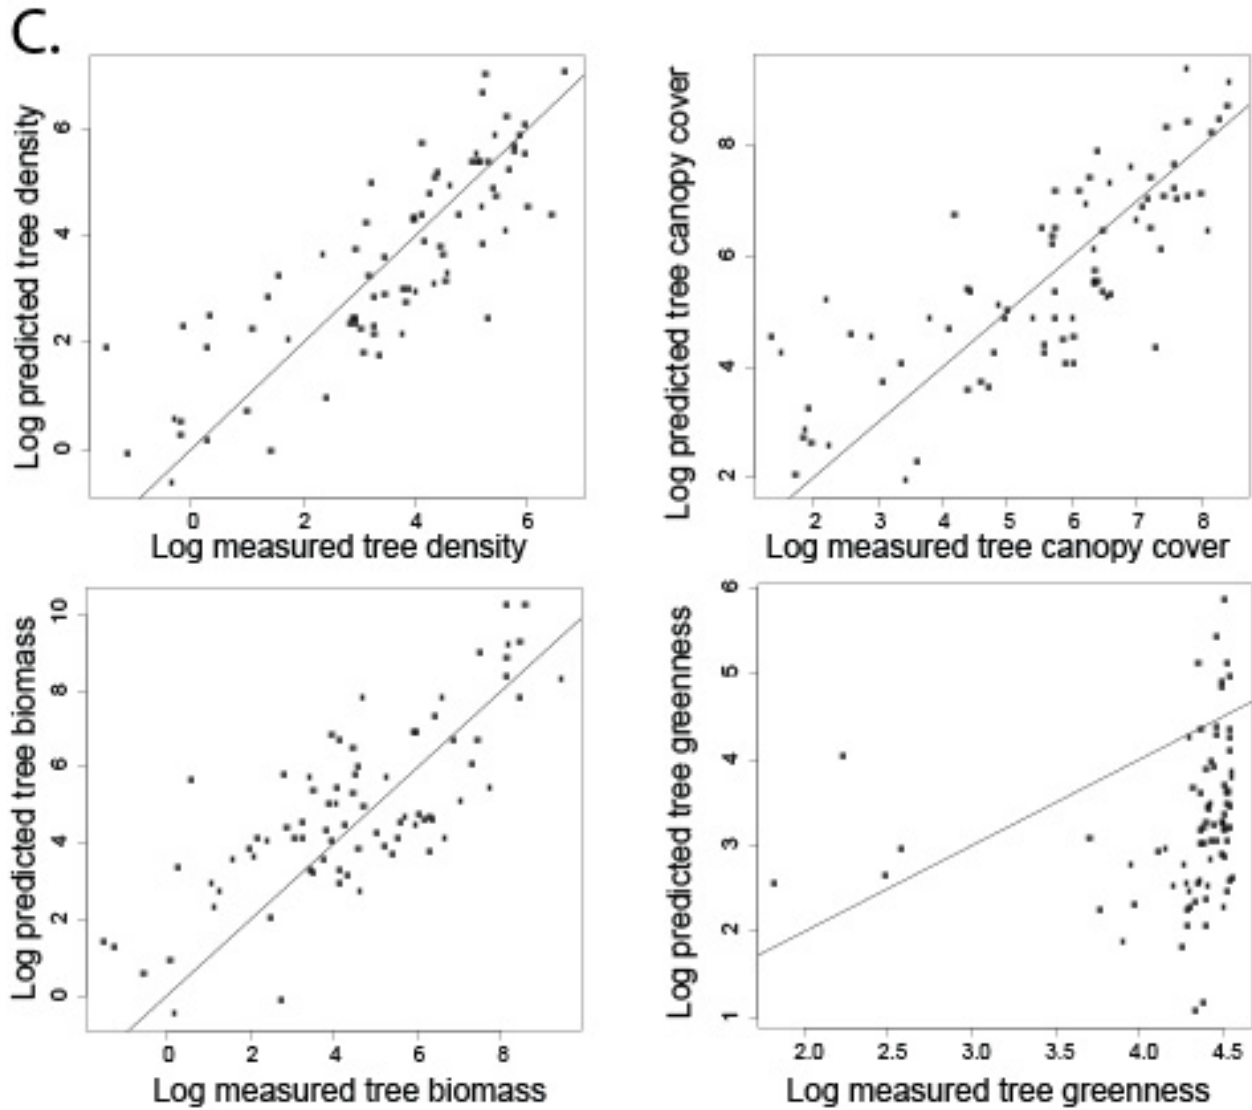 C.
Log predicted tree density
6
4
2
0
0 2 4 6
Log measured tree density
Log predicted tree canopy cover
8
6
4
2
2 3 4 5 6 7 8
Log measured tree canopy cover
Log predicted tree biomass
10
8
6
4
2
0
0 2 4 6 8
Log measured tree biomass
Log predicted tree greenness
6
5
4
3
2
1
2.0 2.5 3.0 3.5 4.0 4.5
Log measured tree greenness